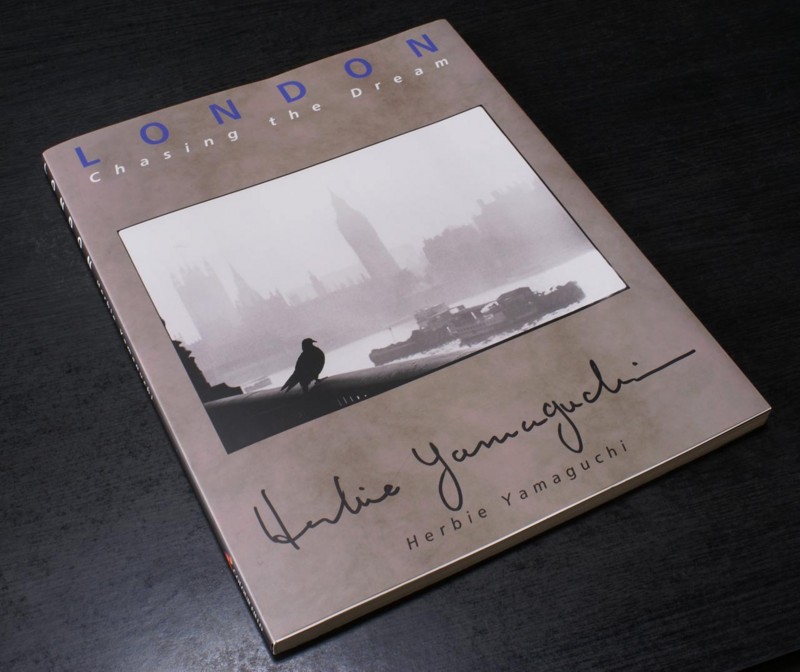 LONDON
Chasing the Dream
Herbie Yamaguchi
Herbie Yamaguchi